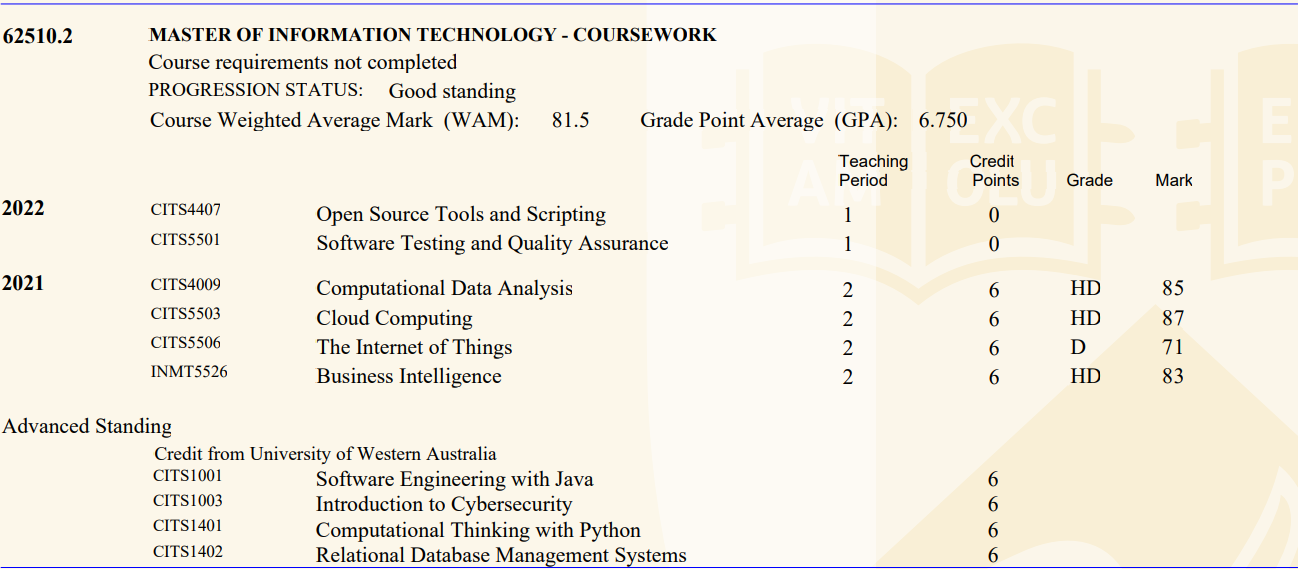 62510.2 MASTER OF INFORMATION TECHNOLOGY - COURSEWORK
Course requirements not completed
PROGRESSION STATUS: Good standing
Course Weighted Average Mark (WAM): 81.5 Grade Point Average (GPA): 6.750
Teaching Period Credit Points Grade Mark
2022 CITS4407 Open Source Tools and Scripting 1 0
CITS5501 Software Testing and Quality Assurance 1 0
2021 CITS4009 Computational Data Analysis 2 6 HD 85
CITS5503 Cloud Computing 2 6 HD 87
CITS5506 The Internet of Things 2 6 D 71
INMT5526 Business Intelligence 2 6 HD 83
Advanced Standing
Credit from University of Western Australia
CITS1001 Software Engineering with Java 6
CITS1003 Introduction to Cybersecurity 6
CITS1401 Computational Thinking with Python 6
CITS1402 Relational Database Management Systems 6
VIT EXC E
AM OLU P